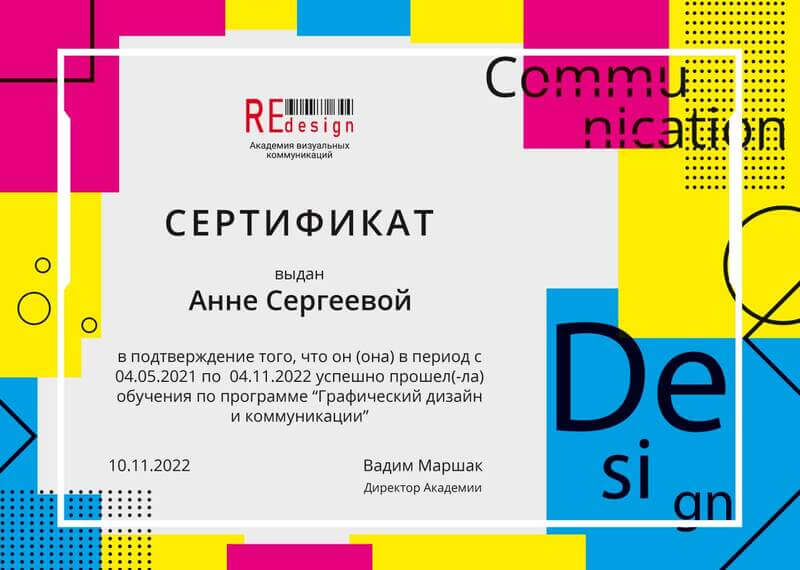 Commu
nication
REdesign
Академия визуальных
коммуникаций
СЕРТИФИКАТ
выдан
Анне Сергеевой
в подтверждение того, что он (она) в период с
04.05.2021 по 04.11.2022 успешно прошел(-ла)
обучения по программе “Графический дизайн
и коммуникации”
De
si
gn
10.11.2022
Вадим Маршак
Директор Академии